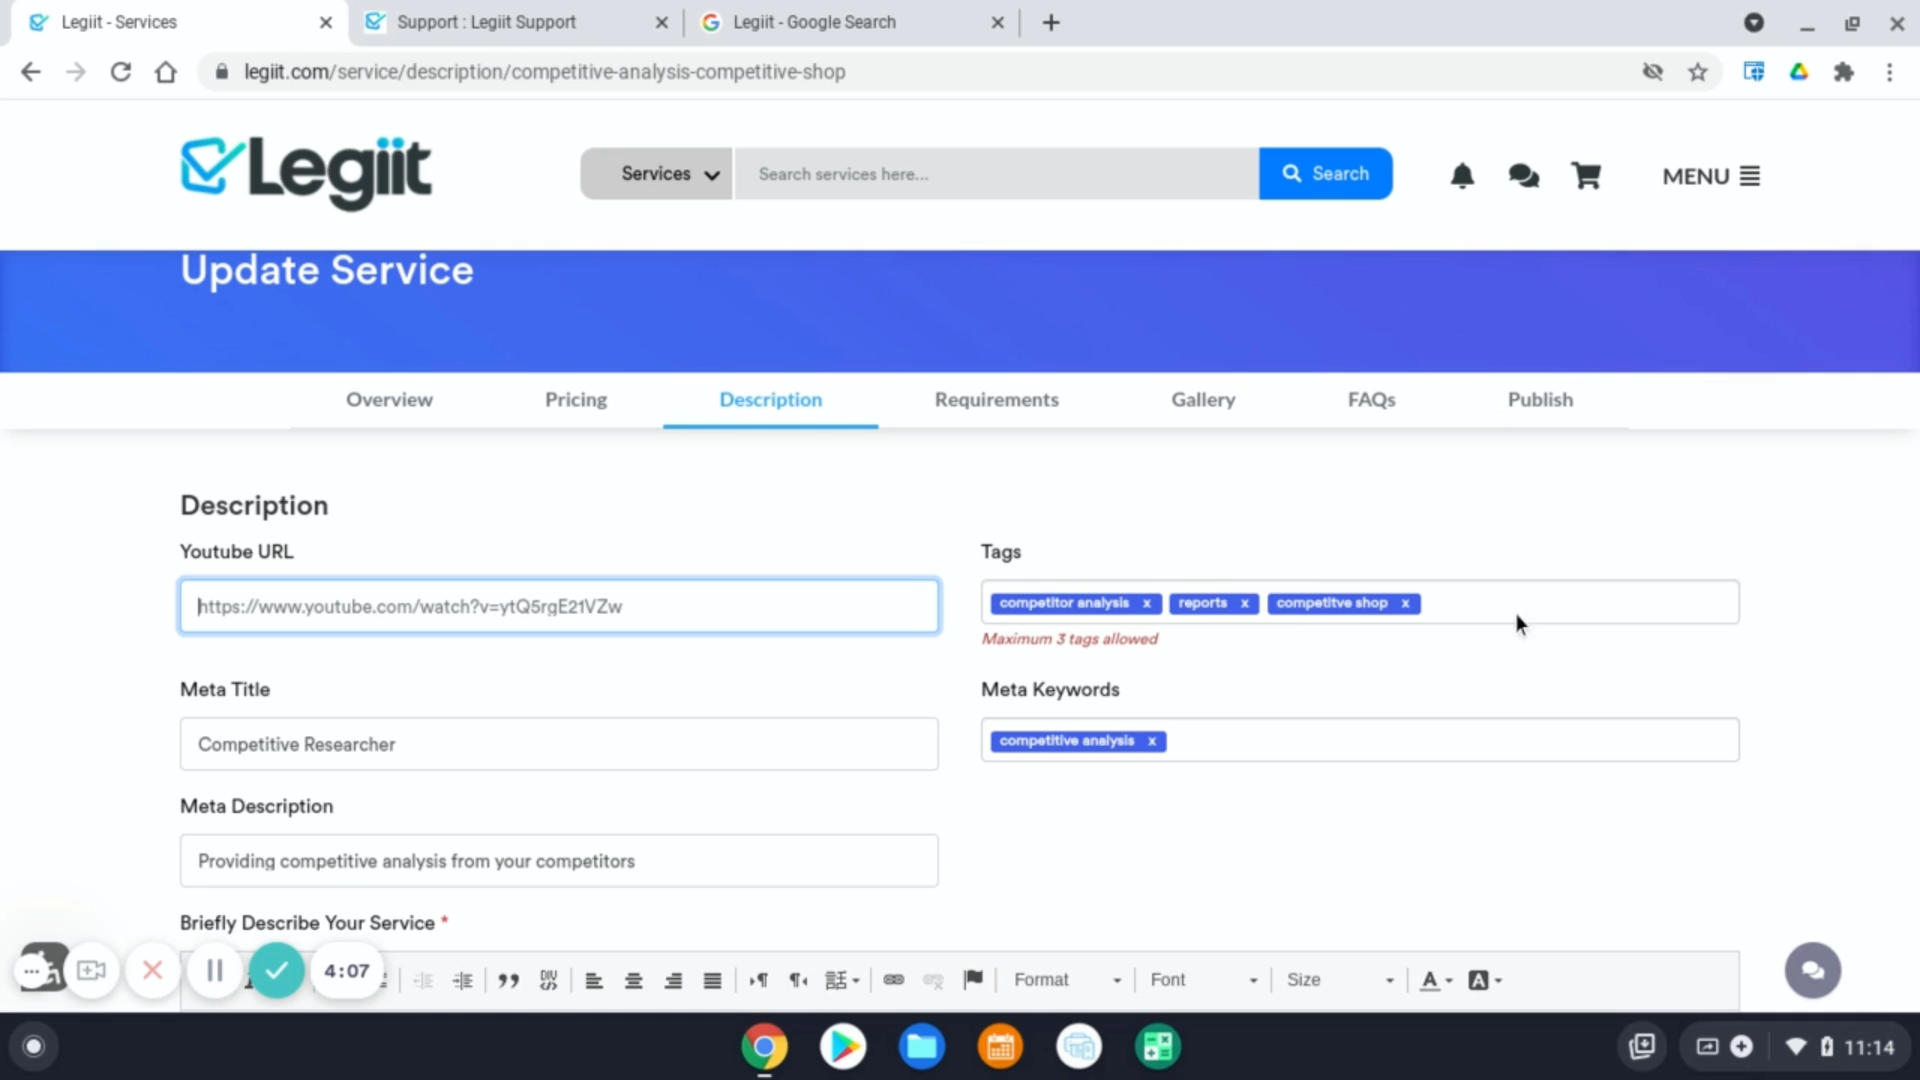 Legiit - Services
Support : Legiit Support
Legiit - Google Search
legiit.com/service/description/competitive-analysis-competitive-shop
Legiit
Services
Search services here...
Search
MENU
Update Service
Overview
Pricing
Description
Requirements
Gallery
FAQs
Publish
Description
Youtube URL
Tags
https://www.youtube.com/watch?v=ytQ5rgE21VZw
competitor analysis x
reports x
competitve shop x
Maximum 3 tags allowed
Meta Title
Meta Keywords
Competitive Researcher
competitive analysis x
Meta Description
Providing competitive analysis from your competitors
Briefly Describe Your Service *
4:07
Format
Font
Size
A
A
11:14